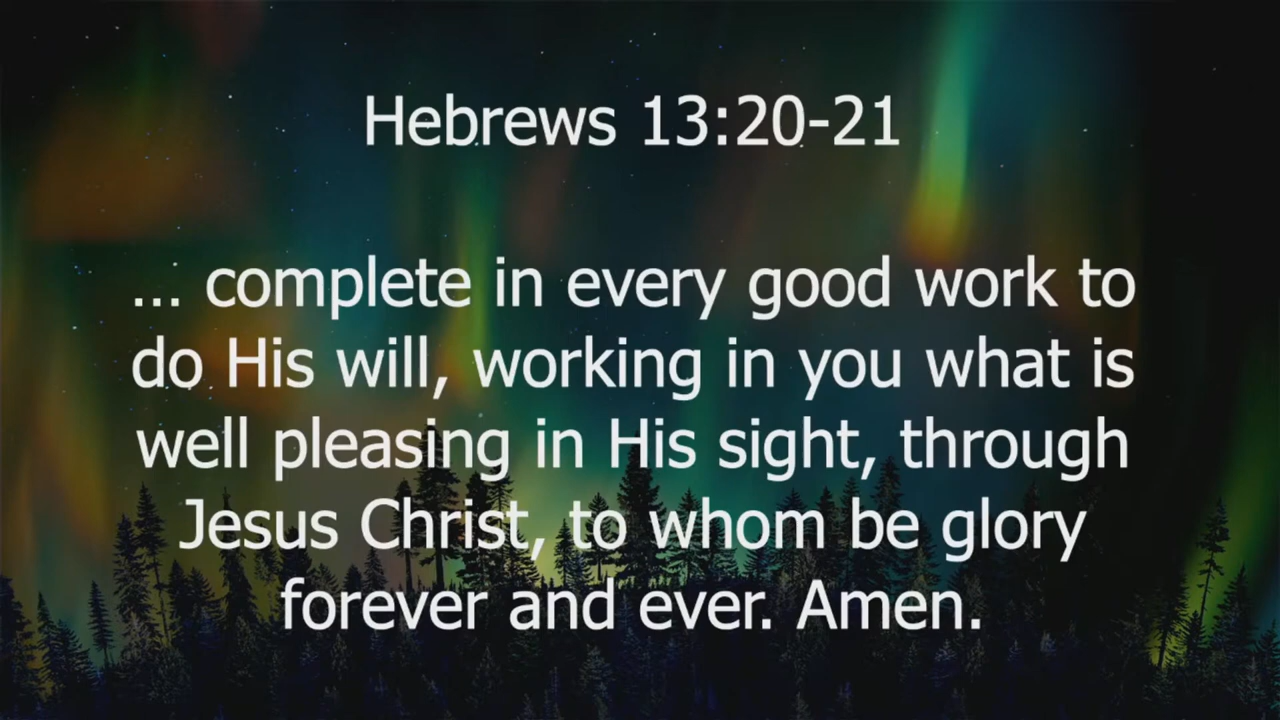 Hebrews 13:20-21
... complete in every good work to
do His will, working in you what is
well pleasing in His sight, through
Jesus Christ, to whom be glory
forever and ever. Amen.